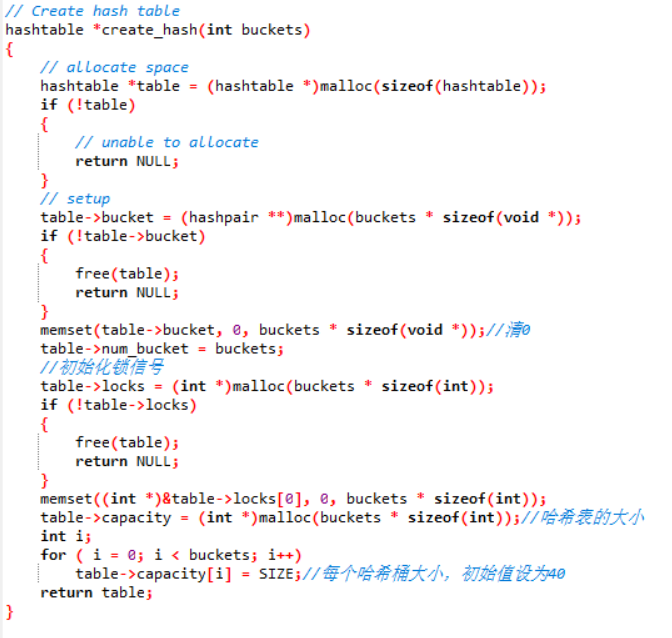 // Create hash table
hashtable *create_hash(int buckets)
{
    // allocate space
    hashtable *table = (hashtable *)malloc(sizeof(hashtable));
    if (!table)
    {
        // unable to allocate
        return NULL;
    }
    // setup
    table->bucket = (hashpair **)malloc(buckets * sizeof(void *));
    if (!table->bucket)
    {
        free(table);
        return NULL;
    }
    memset(table->bucket, 0, buckets * sizeof(void *));//清0
    table->num_bucket = buckets;
    //初始化锁信号
    table->locks = (int *)malloc(buckets * sizeof(int));
    if (!table->locks)
    {
        free(table);
        return NULL;
    }
    memset((int *)&table->locks[0], 0, buckets * sizeof(int));
    table->capacity = (int *)malloc(buckets * sizeof(int));//哈希表的大小
    int i;
    for ( i = 0; i < buckets; i++)
        table->capacity[i] = SIZE;//每个哈希桶大小，初始值设为40
    return table;
}